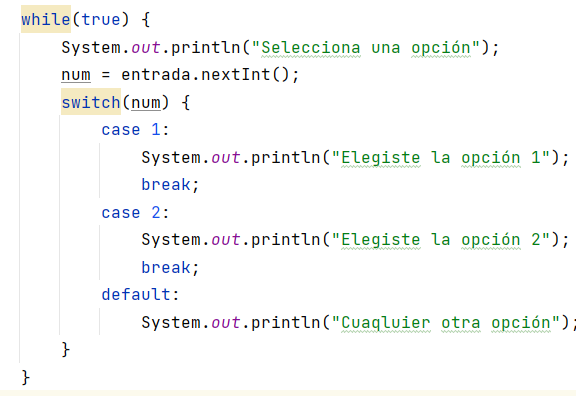 while(true) {
System.out.println("Selecciona una opción");
num = entrada.nextInt();
switch(num) {
case 1:
System.out.println("Elegiste la opción 1");
break;
case 2:
System.out.println("Elegiste la opción 2");
break;
default:
System.out.println("Cuaqluier otra opción");
}
}